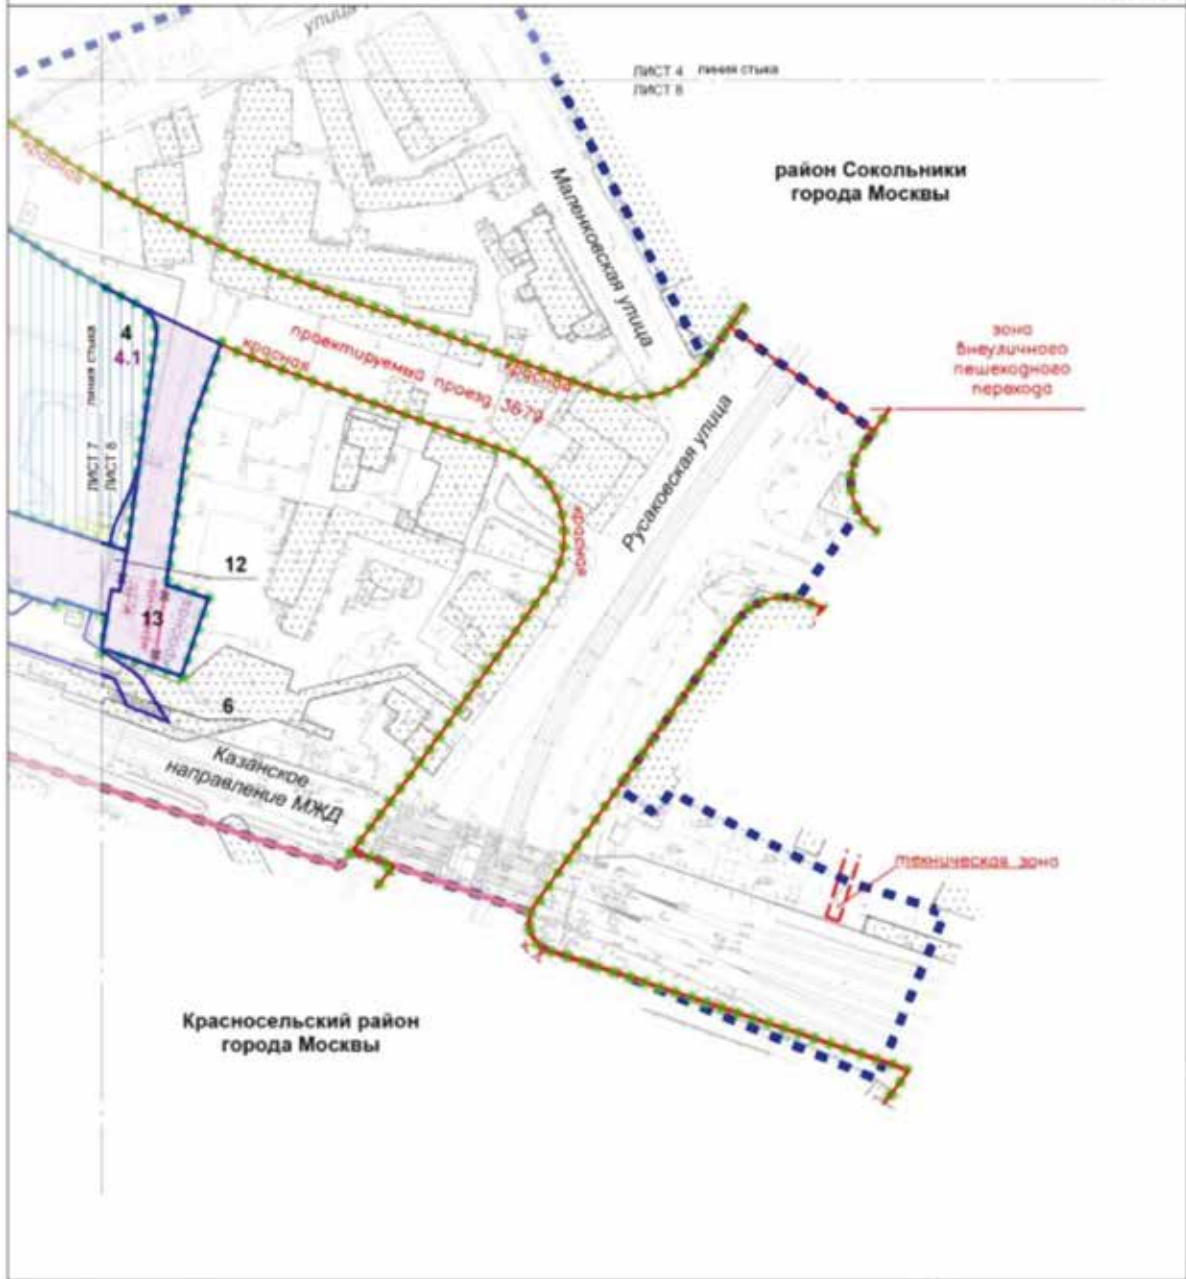 улица
ЛИСТ 4 линия стыка
ЛИСТ 8
район Сокольники
города Москвы
красная
Маленковская улица
зона
внеуличного
пешеходного
перехода
4
4.1
линия стыка
ЛИСТ 7
ЛИСТ 8
проектируемый проезд 3679
красная
красная
Русаковская улица
красная
12
13
6
Казанское
направление МЖД
техническая зона
Красносельский район
города Москвы